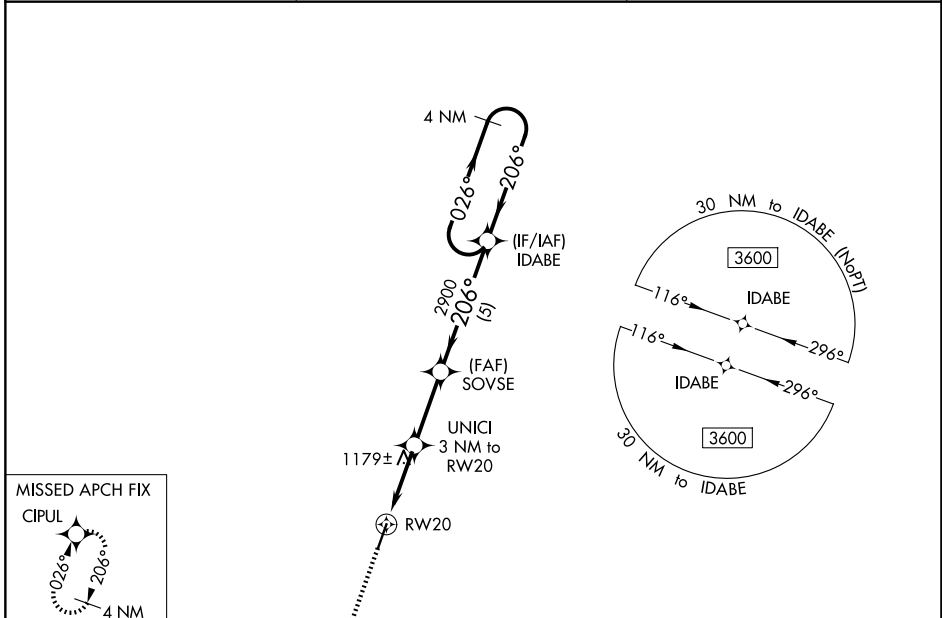 4 NM
026°
206°
(IF/IAF)
IDABE
2900
206°
(5)
(FAF)
SOVSE
UNICI
3 NM to
RW20
1179±
RW20
30 NM to IDABE (NoPT)
3600
116°
IDABE
296°
116°
IDABE
296°
3600
30 NM to IDABE
MISSED APCH FIX
CIPUL
026°
206°
4 NM